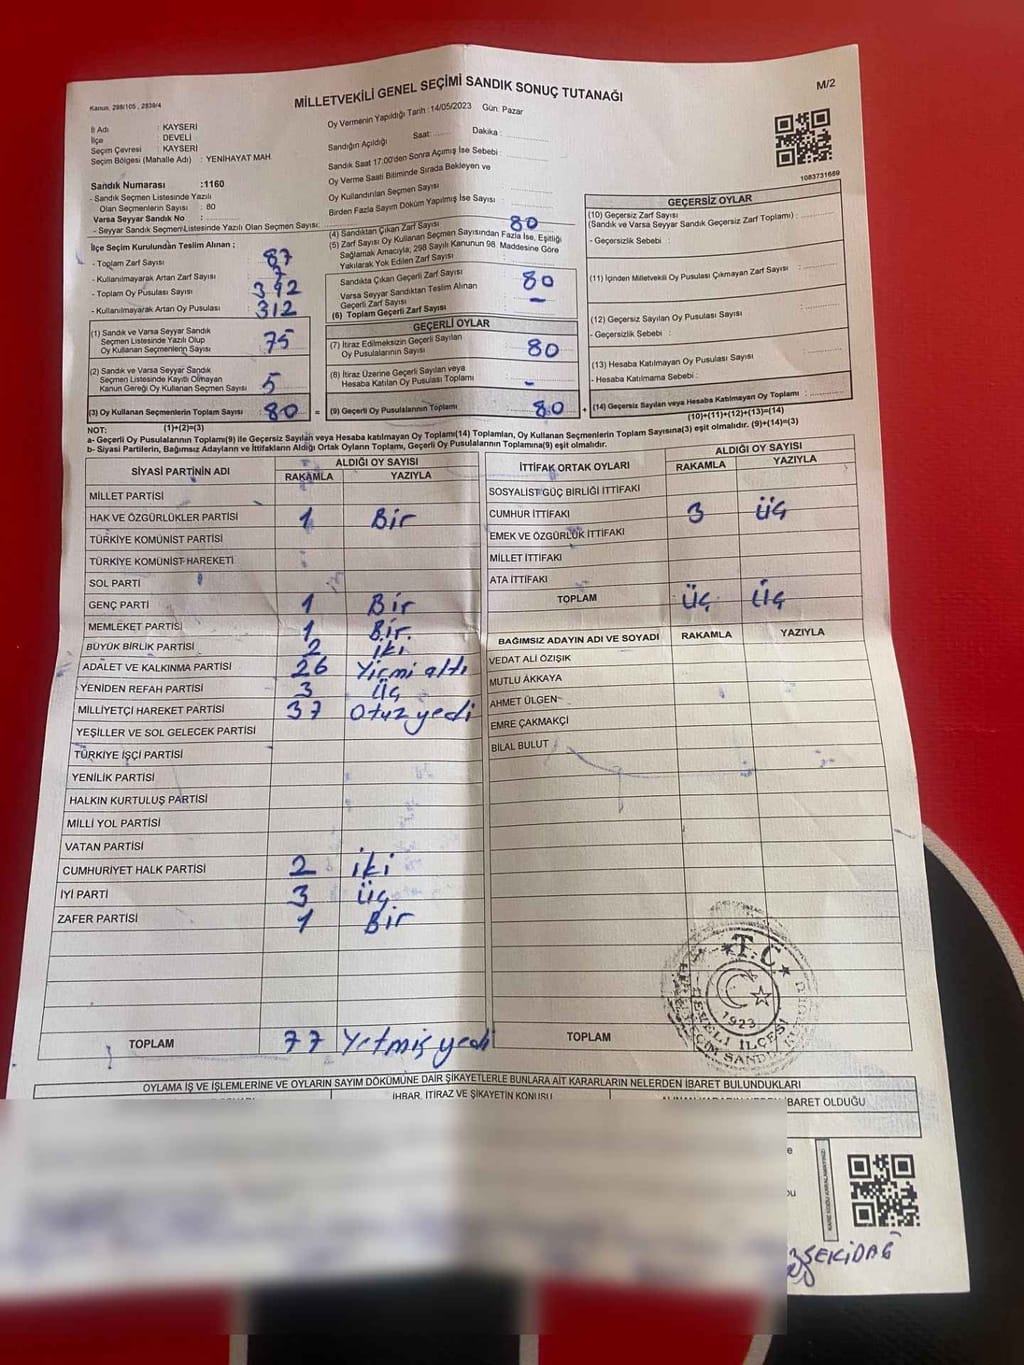 Kanun, 298/105 , 2839/4
MİLLETVEKİLİ GENEL SEÇİMİ SANDIK SONUÇ TUTANAĞI
M/2
İl Adı : KAYSERİ
İlçe : DEVELİ
Seçim Çevresi : KAYSERİ
Seçim Bölgesi (Mahalle Adı) : YENİHAYAT MAH
Sandık Numarası :1160
- Sandık Seçmen Listesinde Yazılı
Olan Seçmenlerin Sayısı : 80
Varsa Seyyar Sandık No :
- Seyyar Sandık Seçmen Listesinde Yazılı Olan Seçmen Sayısı:
Oy Vermenin Yapıldığı Tarih :14/05/2023 Gün: Pazar
Sandığın Açıldığı Saat: Dakika :
Sandık Saat 17:00'den Sonra Açımış İse Sebebi :
Oy Verme Saati Bitiminde Sırada Bekleyen ve
Oy Kullandırılan Seçmen Sayısı
Birden Fazla Sayım Döküm Yapılmış İse Sayısı
1083731689
İlçe Seçim Kurulundan Teslim Alınan ;
- Toplam Zarf Sayısı 87
- Kullanılmayarak Artan Zarf Sayısı 7
- Toplam Oy Pusulası Sayısı 392
- Kullanılmayarak Artan Oy Pusulası 312
(1) Sandık ve Varsa Seyyar Sandık
Seçmen Listesinde Yazılı Olup
Oy Kullanan Seçmenlerin Sayısı 75
(2) Sandık ve Varsa Seyyar Sandık
Seçmen Listesinde Kayıtlı Olmayan
Kanun Gereği Oy Kullanan Seçmen Sayısı 5
(3) Oy Kullanan Seçmenlerin Toplam Sayısı 80 =
(1)+(2)=(3)
(4) Sandıktan Çıkan Zarf Sayısı 80
(5) Zarf Sayısı Oy Kullanan Seçmen Sayısından Fazla İse, Eşitliği
Sağlamak Amacıyla; 298 Sayılı Kanunun 98. Maddesine Göre
Yakılarak Yok Edilen Zarf Sayısı
Sandıkta Çıkan Geçerli Zarf Sayısı 80
Varsa Seyyar Sandıktan Teslim Alınan
Geçerli Zarf Sayısı –
(6) Toplam Geçerli Zarf Sayısı
GEÇERLİ OYLAR
(7) İtiraz Edilmeksizin Geçerli Sayılan
Oy Pusulalarının Sayısı 80
(8) İtiraz Üzerine Geçerli Sayılan veya
Hesaba Katılan Oy Pusulası Toplamı –
(9) Geçerli Oy Pusulalarının Toplamı 80 +
GEÇERSİZ OYLAR
(10) Geçersiz Zarf Sayısı
(Sandık ve Varsa Seyyar Sandık Geçersiz Zarf Toplamı) :
- Geçersizlik Sebebi :
(11) İçinden Milletvekili Oy Pusulası Çıkmayan Zarf Sayısı :
(12) Geçersiz Sayılan Oy Pusulası Sayısı :
- Geçersizlik Sebebi :
(13) Hesaba Katılmayan Oy Pusulası Sayısı
- Hesaba Katılmama Sebebi :
(14) Geçersiz Sayılan veya Hesaba Katılmayan Oy Toplamı :
(10)+(11)+(12)+(13)=(14)
NOT:
a- Geçerli Oy Pusulalarının Toplamı(9) ile Geçersiz Sayılan veya Hesaba katılmayan Oy Toplamı(14) Toplamları, Oy Kullanan Seçmenlerin Toplam Sayısına(3) eşit olmalıdır. (9)+(14)=(3)
b- Siyasi Partilerin, Bağımsız Adayların ve İttifakların Aldığı Ortak Oyların Toplamı, Geçerli Oy Pusulalarının Toplamına(9) eşit olmalıdır.
SİYASİ PARTİNİN ADI ALDIĞI OY SAYISI
RAKAMLA YAZIYLA
MİLLET PARTİSİ
HAK VE ÖZGÜRLÜKLER PARTİSİ 1 Bir
TÜRKİYE KOMÜNİST PARTİSİ
TÜRKİYE KOMÜNİST HAREKETİ
SOL PARTİ
GENÇ PARTİ 1 Bir
MEMLEKET PARTİSİ 1 Bir.
BÜYÜK BİRLİK PARTİSİ 2 iki
ADALET VE KALKINMA PARTİSİ 26 Yirmi altı
YENİDEN REFAH PARTİSİ 3 Üç
MİLLİYETÇİ HAREKET PARTİSİ 37 Otuz yedi
YEŞİLLER VE SOL GELECEK PARTİSİ
TÜRKİYE İŞÇİ PARTİSİ
YENİLİK PARTİSİ
HALKIN KURTULUŞ PARTİSİ
MİLLİ YOL PARTİSİ
VATAN PARTİSİ
CUMHURİYET HALK PARTİSİ 2 iki
İYİ PARTİ 3 Üç
ZAFER PARTİSİ 1 Bir
TOPLAM 77 Yetmiş yedi
İTTİFAK ORTAK OYLARI ALDIĞI OY SAYISI
RAKAMLA YAZIYLA
SOSYALİST GÜÇ BİRLİĞİ İTTİFAKI
CUMHUR İTTİFAKI 3 Üç
EMEK VE ÖZGÜRLÜK İTTİFAKI
MİLLET İTTİFAKI
ATA İTTİFAKI
TOPLAM Üç Üç
BAĞIMSIZ ADAYIN ADI VE SOYADI RAKAMLA YAZIYLA
VEDAT ALİ ÖZIŞIK
MUTLU AKKAYA
AHMET ÜLGEN
EMRE ÇAKMAKÇİ
BİLAL BULUT
TOPLAM
T.C.
1923
DEVELİ İLÇESİ
OYLAMA İŞ VE İŞLEMLERİNE VE OYLARIN SAYIM DÖKÜMÜNE DAİR ŞİKAYETLERLE BUNLARA AİT KARARLARIN NELERDEN İBARET BULUNDUKLARI
İHBAR, İTİRAZ VE ŞİKAYETİN KONUSU
İBARET OLDUĞU
ŞEKİDAĞ